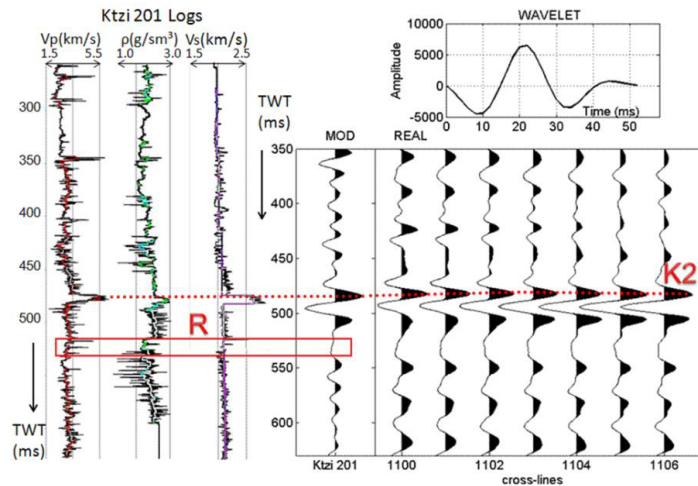 Ktzi 201 Logs
Vp(km/s) ρ(g/sm³) Vs(km/s)
1.5 5.5 1.0 3.0 1.5 2.5
300
350
400
450
500
TWT
(ms)
TWT
(ms)
R
WAVELET
Amplitude
10000
5000
0
-5000
0 10 20 30 40 50
Time (ms)
MOD REAL
350
400
450
500
550
600
K2
Ktzi 201 1100 1102 1104 1106
cross-lines